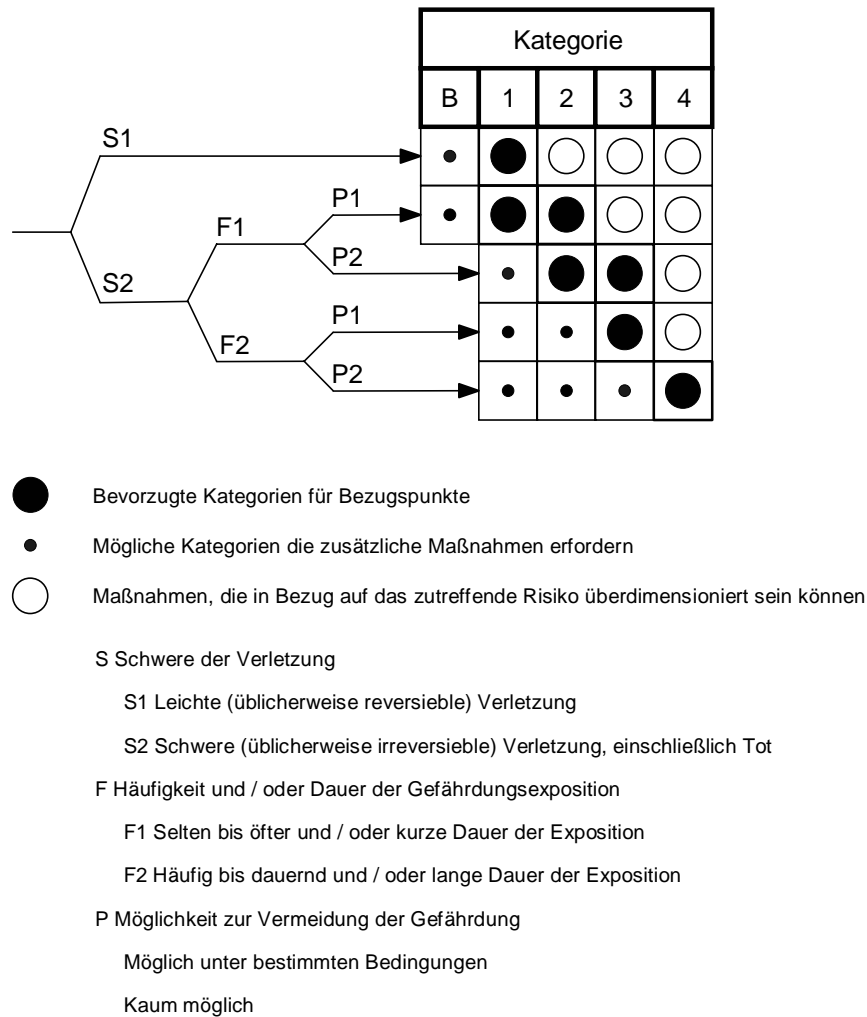 Kategorie
B 1 2 3 4
S1
P1
F1
P2
S2
P1
F2
P2
Bevorzugte Kategorien für Bezugspunkte
Mögliche Kategorien die zusätzliche Maßnahmen erfordern
Maßnahmen, die in Bezug auf das zutreffende Risiko überdimensioniert sein können
S Schwere der Verletzung
S1 Leichte (üblicherweise reversieble) Verletzung
S2 Schwere (üblicherweise irreversieble) Verletzung, einschließlich Tot
F Häufigkeit und / oder Dauer der Gefährdungsexposition
F1 Selten bis öfter und / oder kurze Dauer der Exposition
F2 Häufig bis dauernd und / oder lange Dauer der Exposition
P Möglichkeit zur Vermeidung der Gefährdung
Möglich unter bestimmten Bedingungen
Kaum möglich